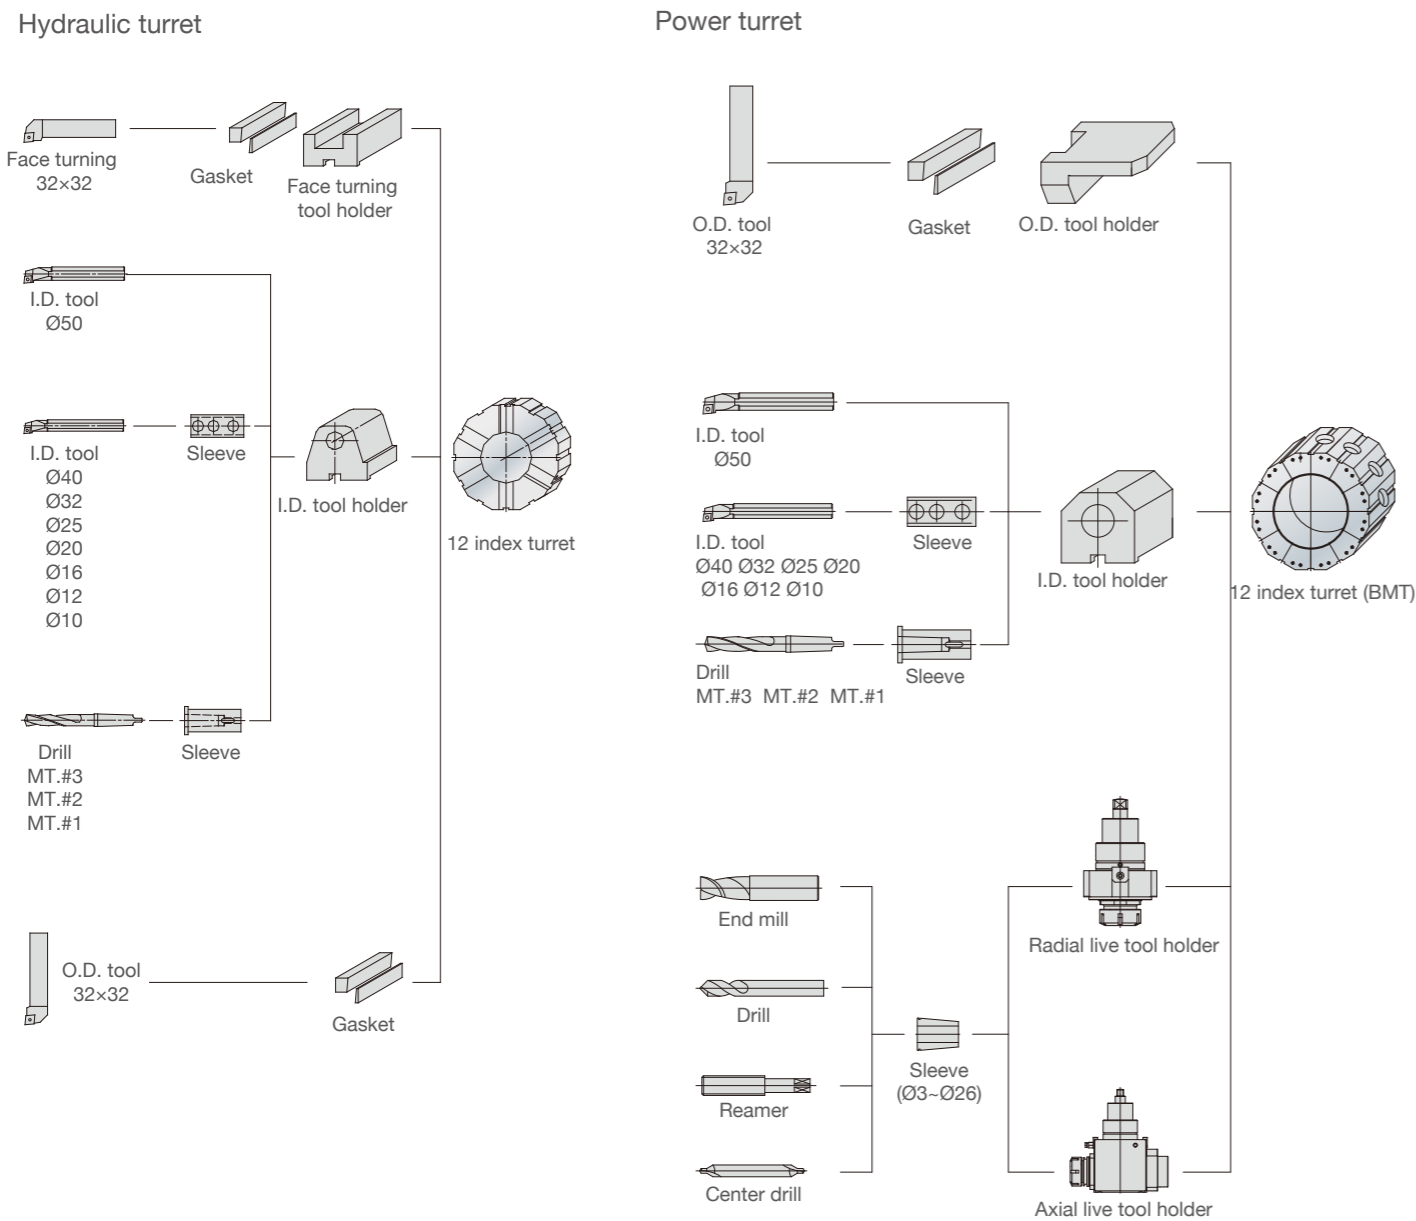 Hydraulic turret
Face turning
32×32
Gasket
Face turning
tool holder
I.D. tool
Ø50
I.D. tool
Ø40
Ø32
Ø25
Ø20
Ø16
Ø12
Ø10
Sleeve
I.D. tool holder
12 index turret
Drill
MT.#3
MT.#2
MT.#1
Sleeve
O.D. tool
32×32
Gasket
Power turret
O.D. tool
32×32
Gasket
O.D. tool holder
I.D. tool
Ø50
I.D. tool
Ø40 Ø32 Ø25 Ø20
Ø16 Ø12 Ø10
Sleeve
I.D. tool holder
12 index turret (BMT)
Drill
MT.#3 MT.#2 MT.#1
Sleeve
End mill
Drill
Reamer
Center drill
Sleeve
(Ø3~Ø26)
Radial live tool holder
Axial live tool holder